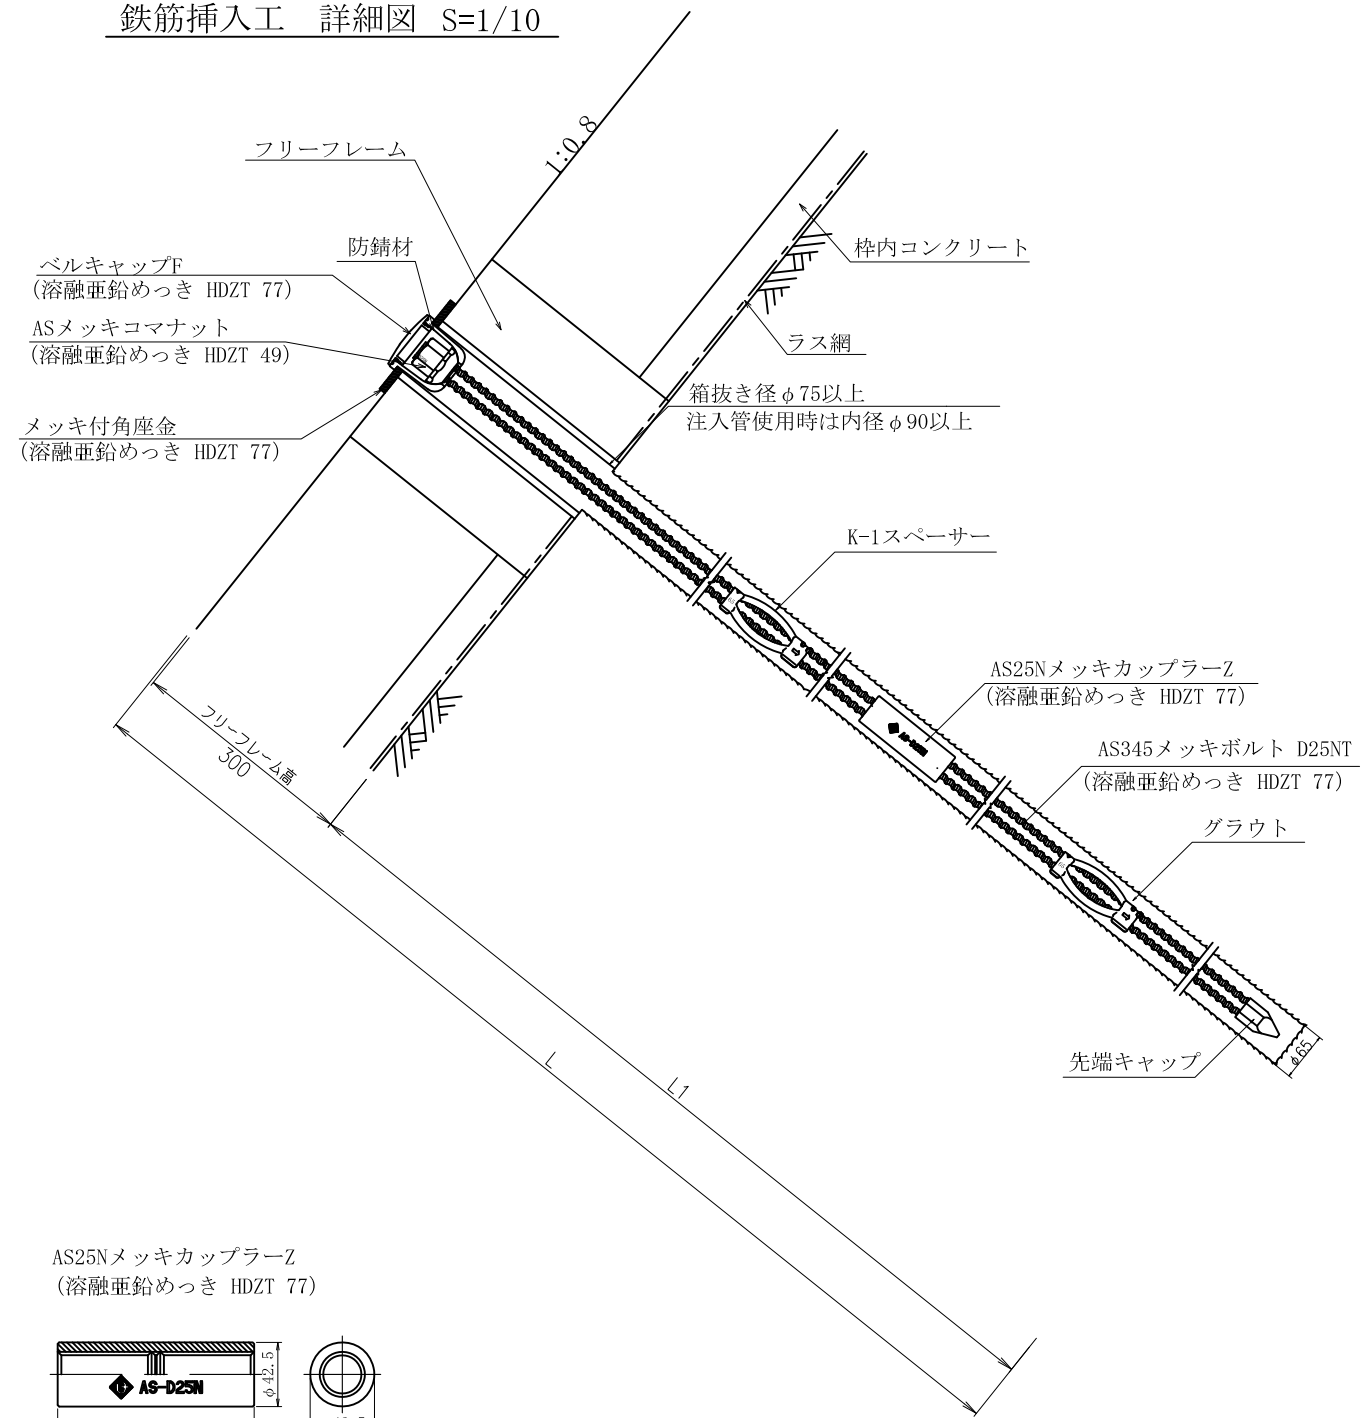 鉄筋挿入工 詳細図 S=1/10
1:0.8
フリーフレーム
防錆材
枠内コンクリート
ベルキャップF
(溶融亜鉛めっき HDZT 77)
ASメッキコマナット
(溶融亜鉛めっき HDZT 49)
ラス網
箱抜き径φ75以上
注入管使用時は内径φ90以上
メッキ付角座金
(溶融亜鉛めっき HDZT 77)
K-1スペーサー
AS25NメッキカップラーZ
(溶融亜鉛めっき HDZT 77)
AS-D25N
AS345メッキボルト D25NT
(溶融亜鉛めっき HDZT 77)
フリーフレーム高
300
グラウト
先端キャップ
φ65
L
L1
AS25NメッキカップラーZ
(溶融亜鉛めっき HDZT 77)
AS-D25N
φ42.5